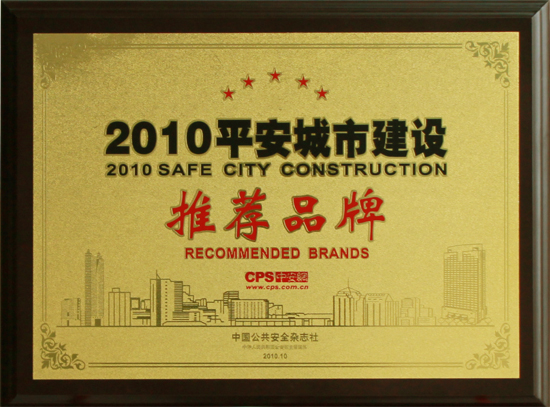 2010平安城市建设
2010 SAFE CITY CONSTRUCTION
推荐品牌
RECOMMENDED BRANDS
CPS中安网
www.cps.com.cn
中国公共安全杂志社
2010.10